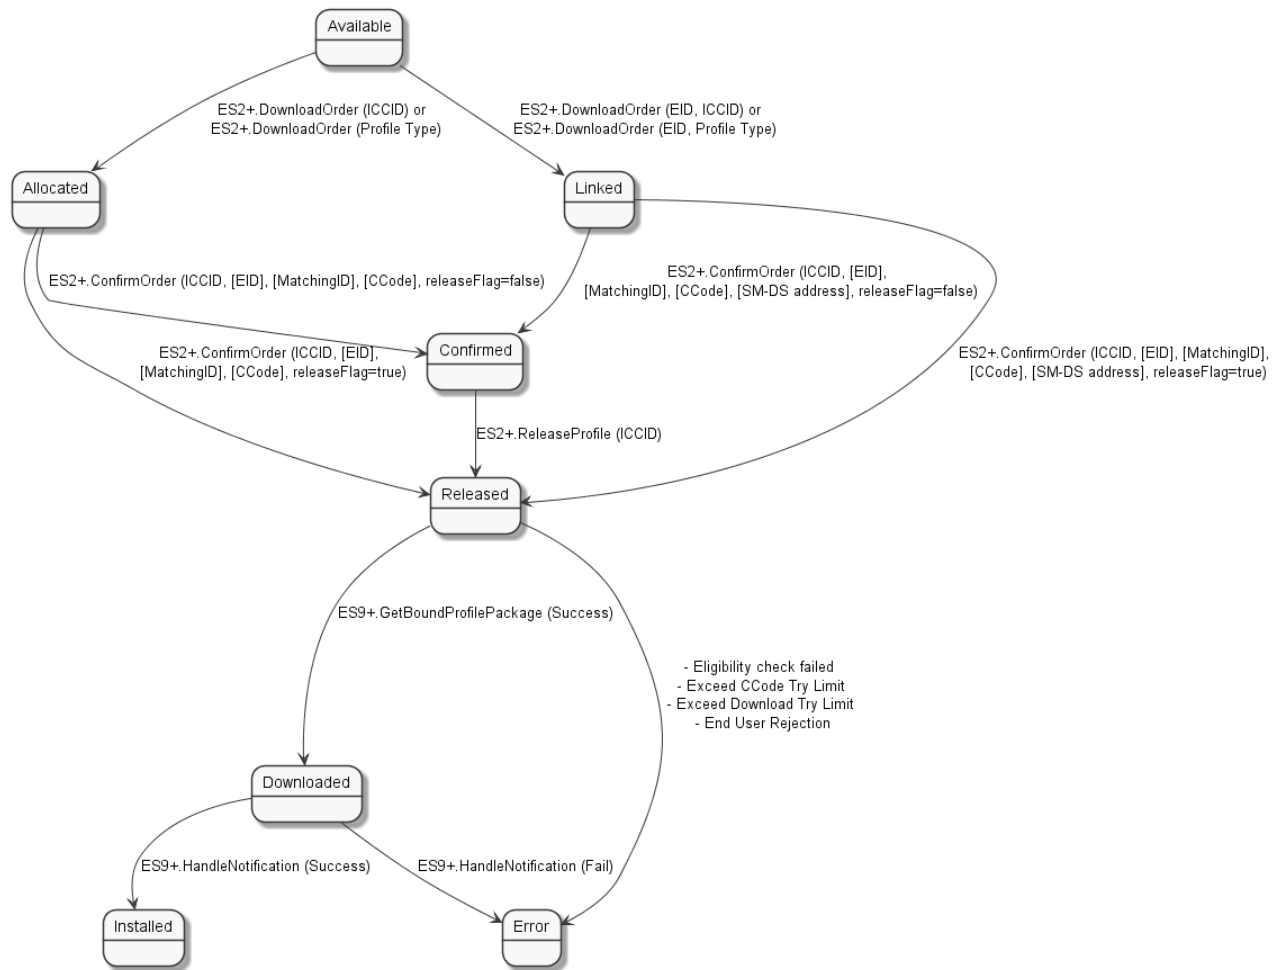 Available
ES2+.DownloadOrder (ICCID) or
ES2+.DownloadOrder (Profile Type)
ES2+.DownloadOrder (EID, ICCID) or
ES2+.DownloadOrder (EID, Profile Type)
Allocated
Linked
ES2+.ConfirmOrder (ICCID, [EID], [MatchingID], [CCode], releaseFlag=false)
ES2+.ConfirmOrder (ICCID, [EID],
[MatchingID], [CCode], [SM-DS address], releaseFlag=false)
ES2+.ConfirmOrder (ICCID, [EID],
[MatchingID], [CCode], releaseFlag=true)
Confirmed
ES2+.ConfirmOrder (ICCID, [EID], [MatchingID],
[CCode], [SM-DS address], releaseFlag=true)
ES2+.ReleaseProfile (ICCID)
Released
ES9+.GetBoundProfilePackage (Success)
- Eligibility check failed
- Exceed CCode Try Limit
- Exceed Download Try Limit
- End User Rejection
Downloaded
ES9+.HandleNotification (Success)
ES9+.HandleNotification (Fail)
Installed
Error